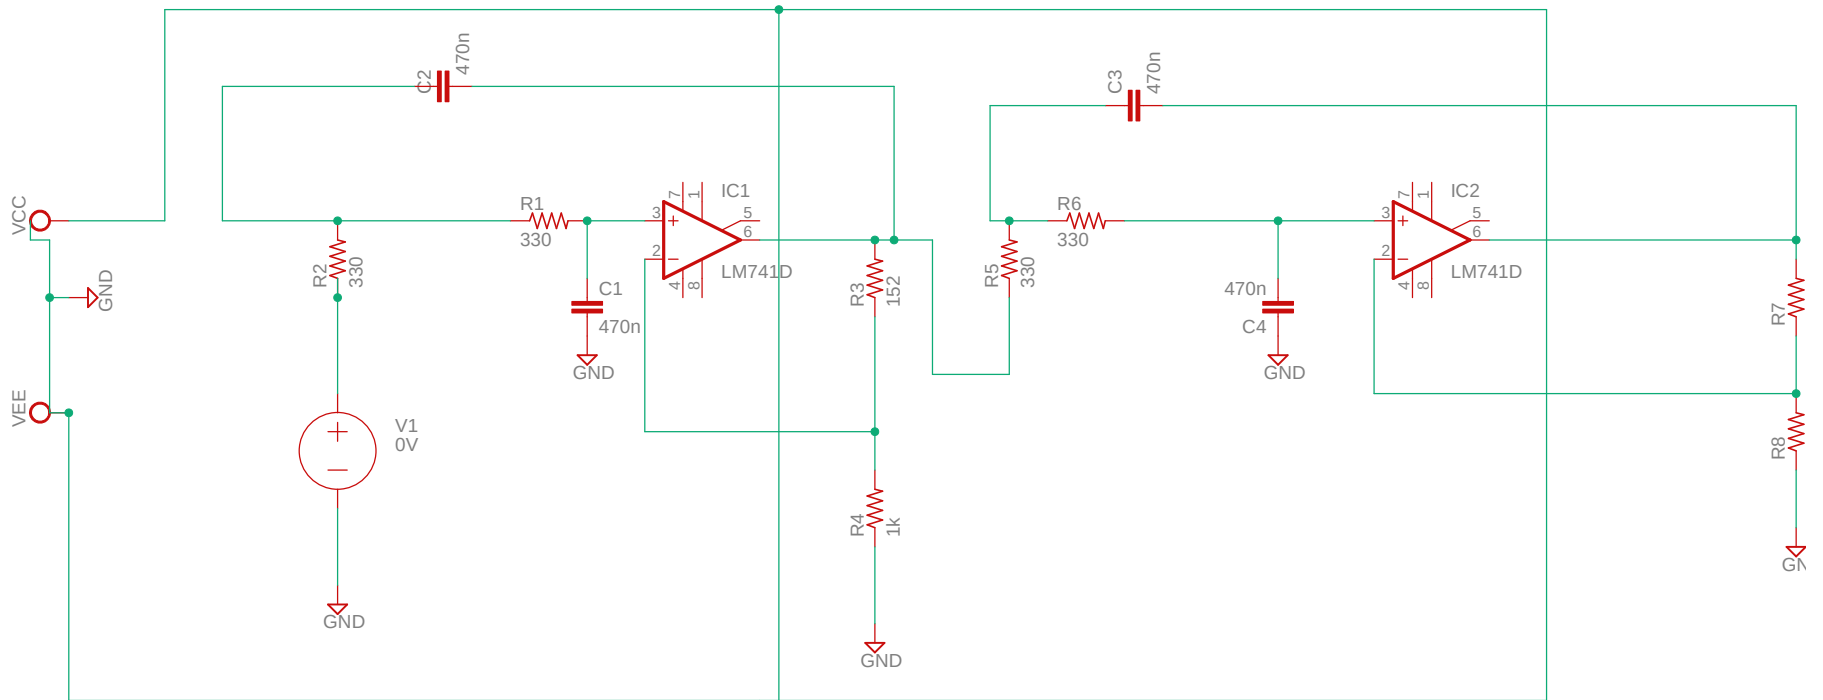 C2
470n
C3
470n
VCC
GND
VEE
R1
330
R2
330
C1
470n
GND
V1
0V
GND
IC1
LM741D
7
1
3
2
5
6
4
8
+
−
R3
152
R4
1k
GND
R5
330
R6
330
470n
C4
GND
IC2
LM741D
7
1
3
2
5
6
4
8
+
−
R7
R8
GN